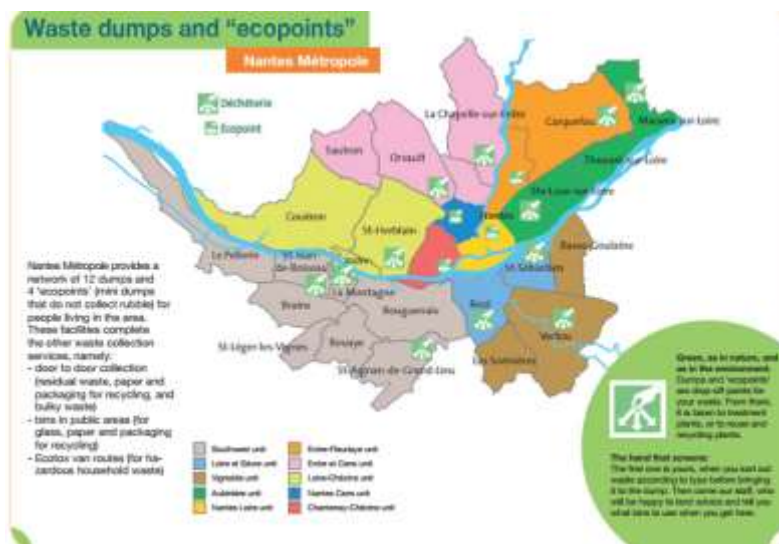 Waste dumps and “ecopoints”
Nantes Métropole
Déchèterie
Ecopoint
La Chapelle-sur-Erdre
Carquefou
Mauves-sur-Loire
Sautron
Orvault
Thouaré-sur-Loire
Ste-Luce-sur-Loire
Couëron
St-Herblain
Nantes
Basse-Goulaine
Le Pellerin
St-Jean
de-Boiseau
Indre
St-Sébastien
La Montagne
Brains
Bouguenais
Rezé
Vertou
St-Léger-les-Vignes
Bouaye
St-Aignan-de-Grand-Lieu
Les Sorinières
Nantes Métropole provides a
network of 12 dumps and
4 'ecopoints' (mini dumps
that do not collect rubble) for
people living in the area.
These facilities complete
the other waste collection
services, namely:
- door to door collection
(residual waste, paper and
packaging for recycling, and
bulky waste)
- bins in public areas (for
glass, paper and packaging
for recycling)
- Ecotox van routes (for ha-
zardous household waste)
Southwest unit
Loire et Sèvre unit
Vignoble unit
Aubinière unit
Nantes Loire unit
Erdre et Cens unit
Loire-Chézine unit
Nantes Cens unit
Chantenay-Chézine unit
Green, as in nature, and
as in the environment:
Dumps and 'ecopoints'
are drop-off points for
your waste. From there,
it is taken to treatment
plants, or to reuse and
recycling plants.
The hand that screens:
The first one is yours, when you sort out
waste according to type before bringing
it to the dump. Then come our staff, who
will be happy to lend advice and tell you
what bins to use when you get here.